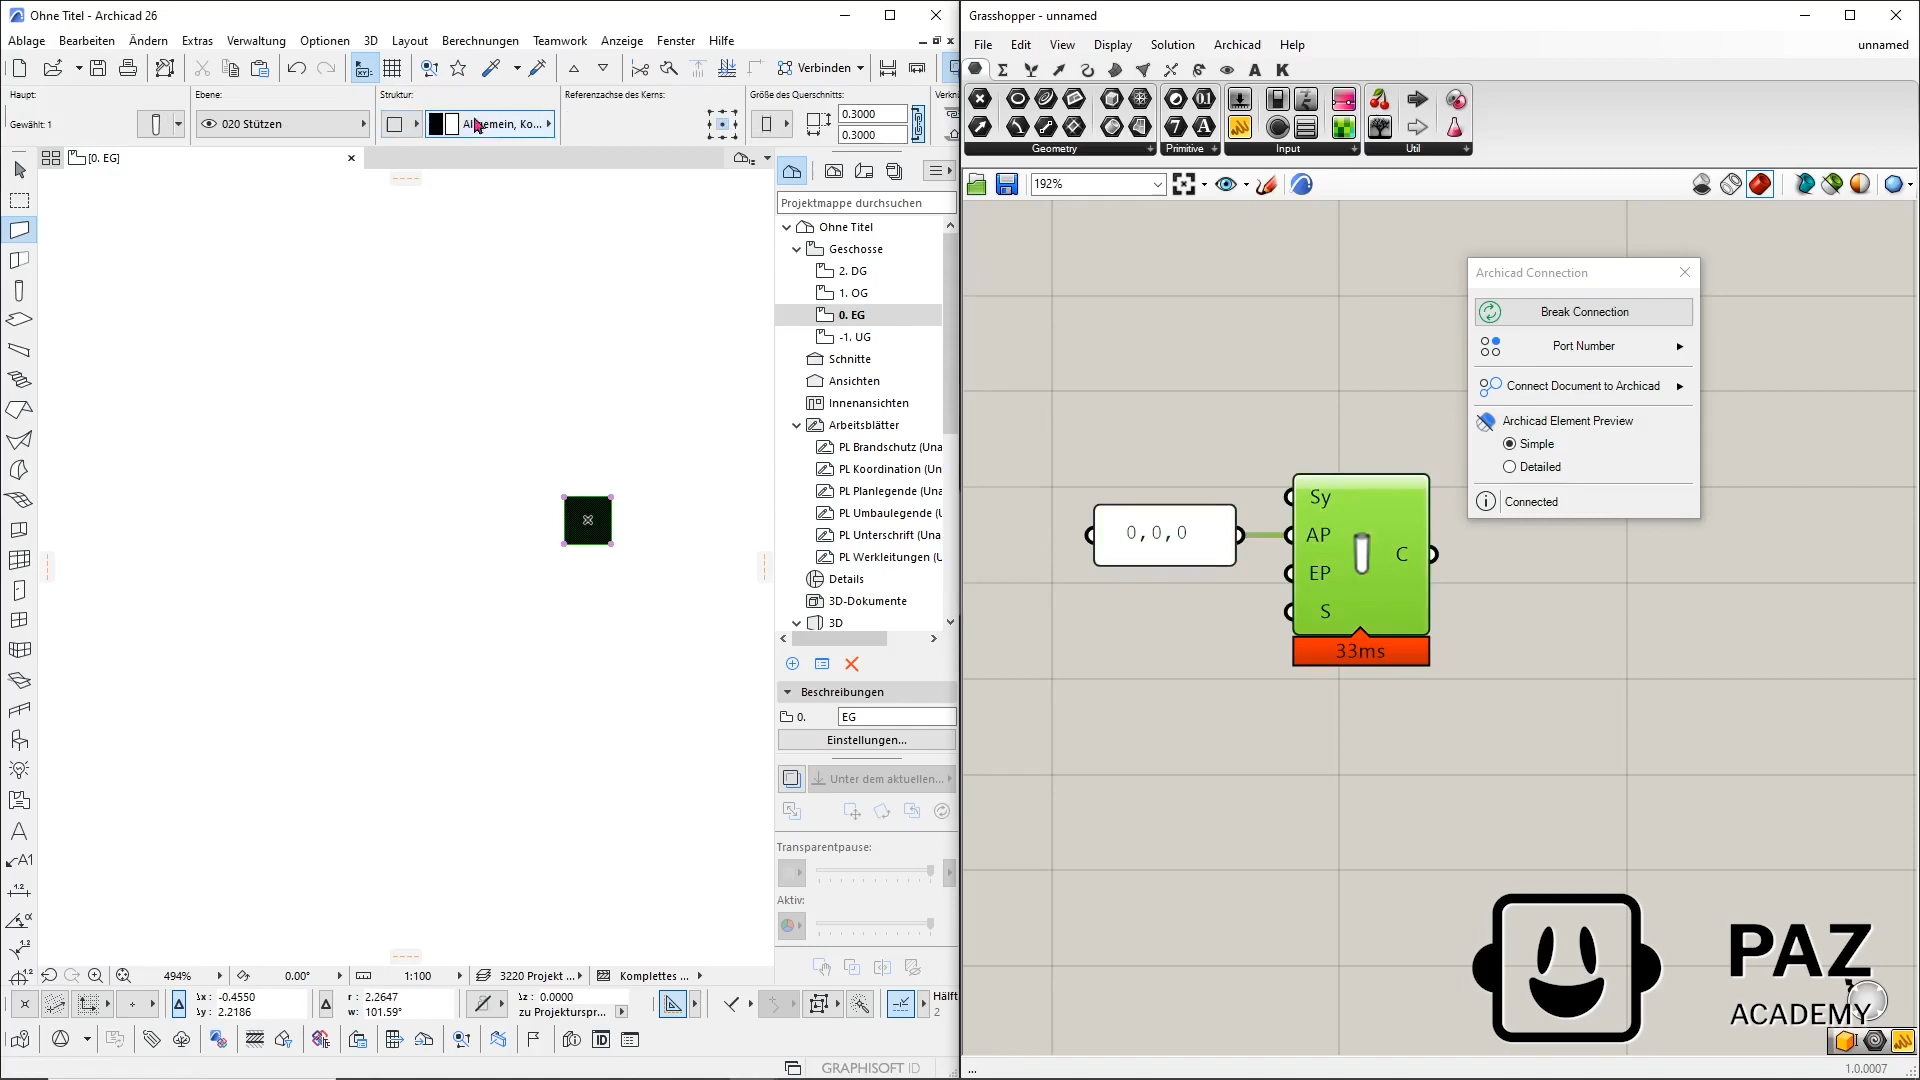 Ohne Titel - Archicad 26
Ablage Bearbeiten Ändern Extras Verwaltung Optionen 3D Layout Berechnungen Teamwork Anzeige Fenster Hilfe
Verbinden
Haupt: Ebene: Struktur: Referenzachse des Kerns: Größe des Querschnitts:
Gewählt: 1
020 Stützen
0.3000
0.3000
[0. EG]
Projektmappe durchsuchen
Ohne Titel
Geschosse
2. DG
1. OG
0. EG
-1. UG
Schnitte
Ansichten
Innenansichten
Arbeitsblätter
PL Brandschutz (Una
PL Koordination (Un
PL Planlegende (Una
PL Umbaulegende (U
PL Unterschrift (Una
PL Werkleitungen (U
Details
3D-Dokumente
3D
Beschreibungen
0. EG
Einstellungen...
Unter dem aktuellen...
Transparentpause:
Aktiv:
494% 0.00° 1:100 3220 Projekt ... Komplettes ...
x: -0.4550
y: 2.2186
r: 2.2647
w: 101.59°
z: 0.0000
zu Projekturspr...
Hälft
2
GRAPHISOFT ID
Grasshopper - unnamed
File Edit View Display Solution Archicad Help
unnamed
Geometry Primitive Input Util
192%
Archicad Connection
Break Connection
Port Number
Connect Document to Archicad
Archicad Element Preview
Simple
Detailed
Connected
0,0,0
Sy
AP
EP
S
C
33ms
PAZ
ACADEMY
...
1.0.0007